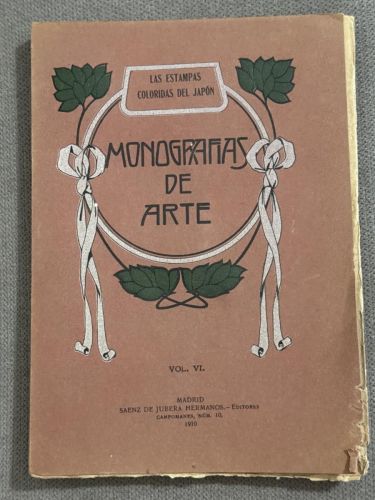 LAS ESTAMPAS
COLORIDAS DEL JAPÓN
MONOGRAFIAS
DE
ARTE
VOL. VI.
MADRID
SAENZ DE JUBERA HERMANOS.—EDITORES
CAMPOMANES, NÚM. 10,
1910